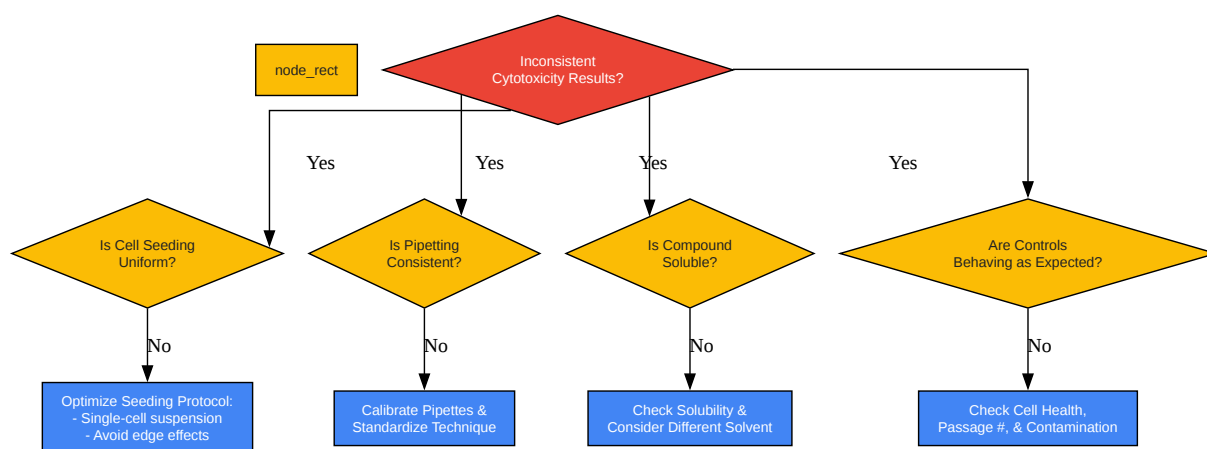 node_rect
Inconsistent
Cytotoxicity Results?
Yes
Yes
Yes
Yes
Is Cell Seeding
Uniform?
Is Pipetting
Consistent?
Is Compound
Soluble?
Are Controls
Behaving as Expected?
No
No
No
No
Optimize Seeding Protocol:
- Single-cell suspension
- Avoid edge effects
Calibrate Pipettes &
Standardize Technique
Check Solubility &
Consider Different Solvent
Check Cell Health,
Passage #, & Contamination